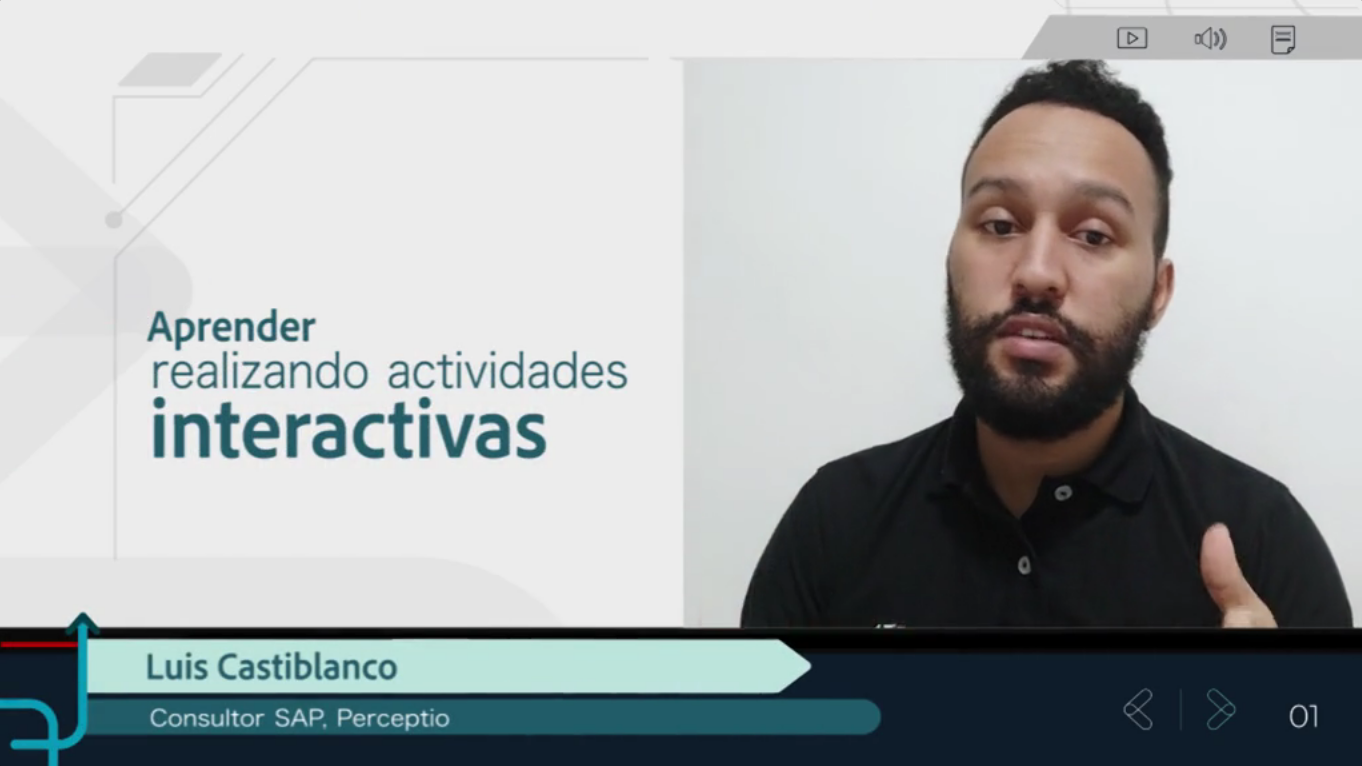 Aprender
realizando actividades
interactivas
Luis Castiblanco
Consultor SAP, Perceptio
01